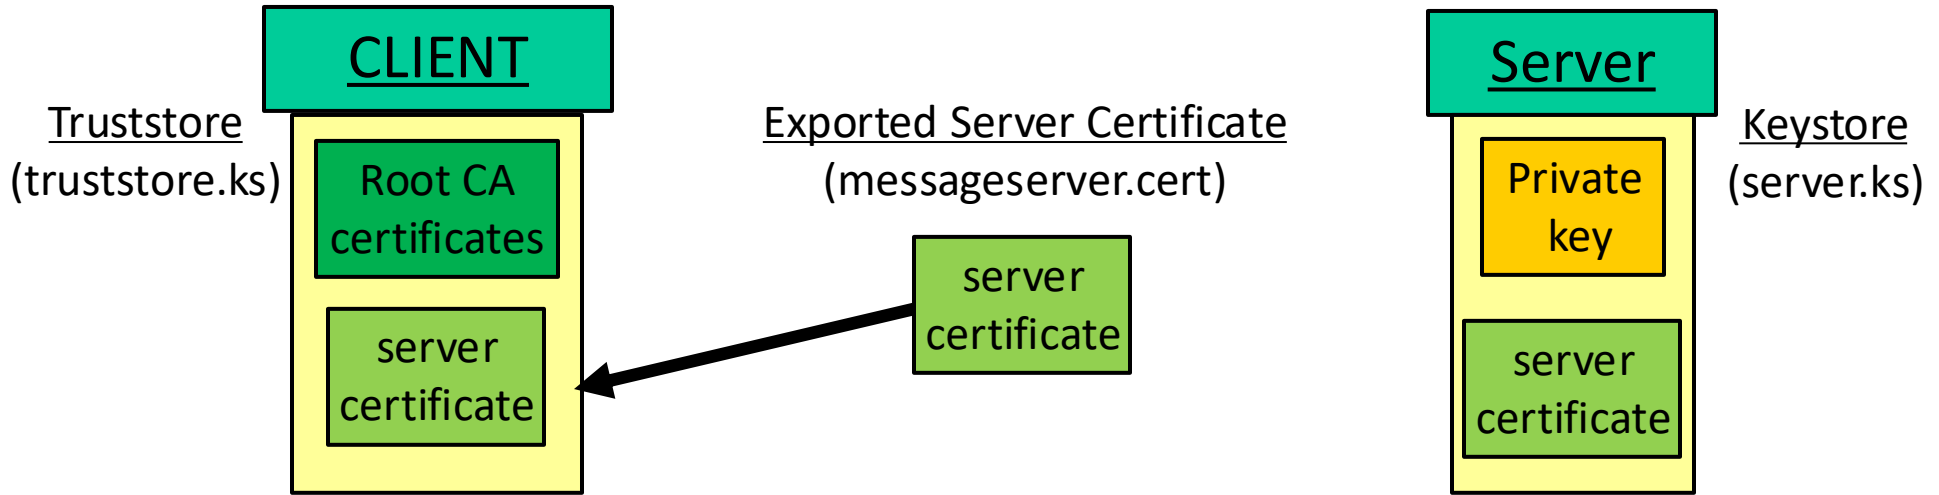 CLIENT
Truststore
(truststore.ks)
Root CA
certificates
server
certificate
Exported Server Certificate
(messageserver.cert)
server
certificate
Server
Keystore
(server.ks)
Private
key
server
certificate